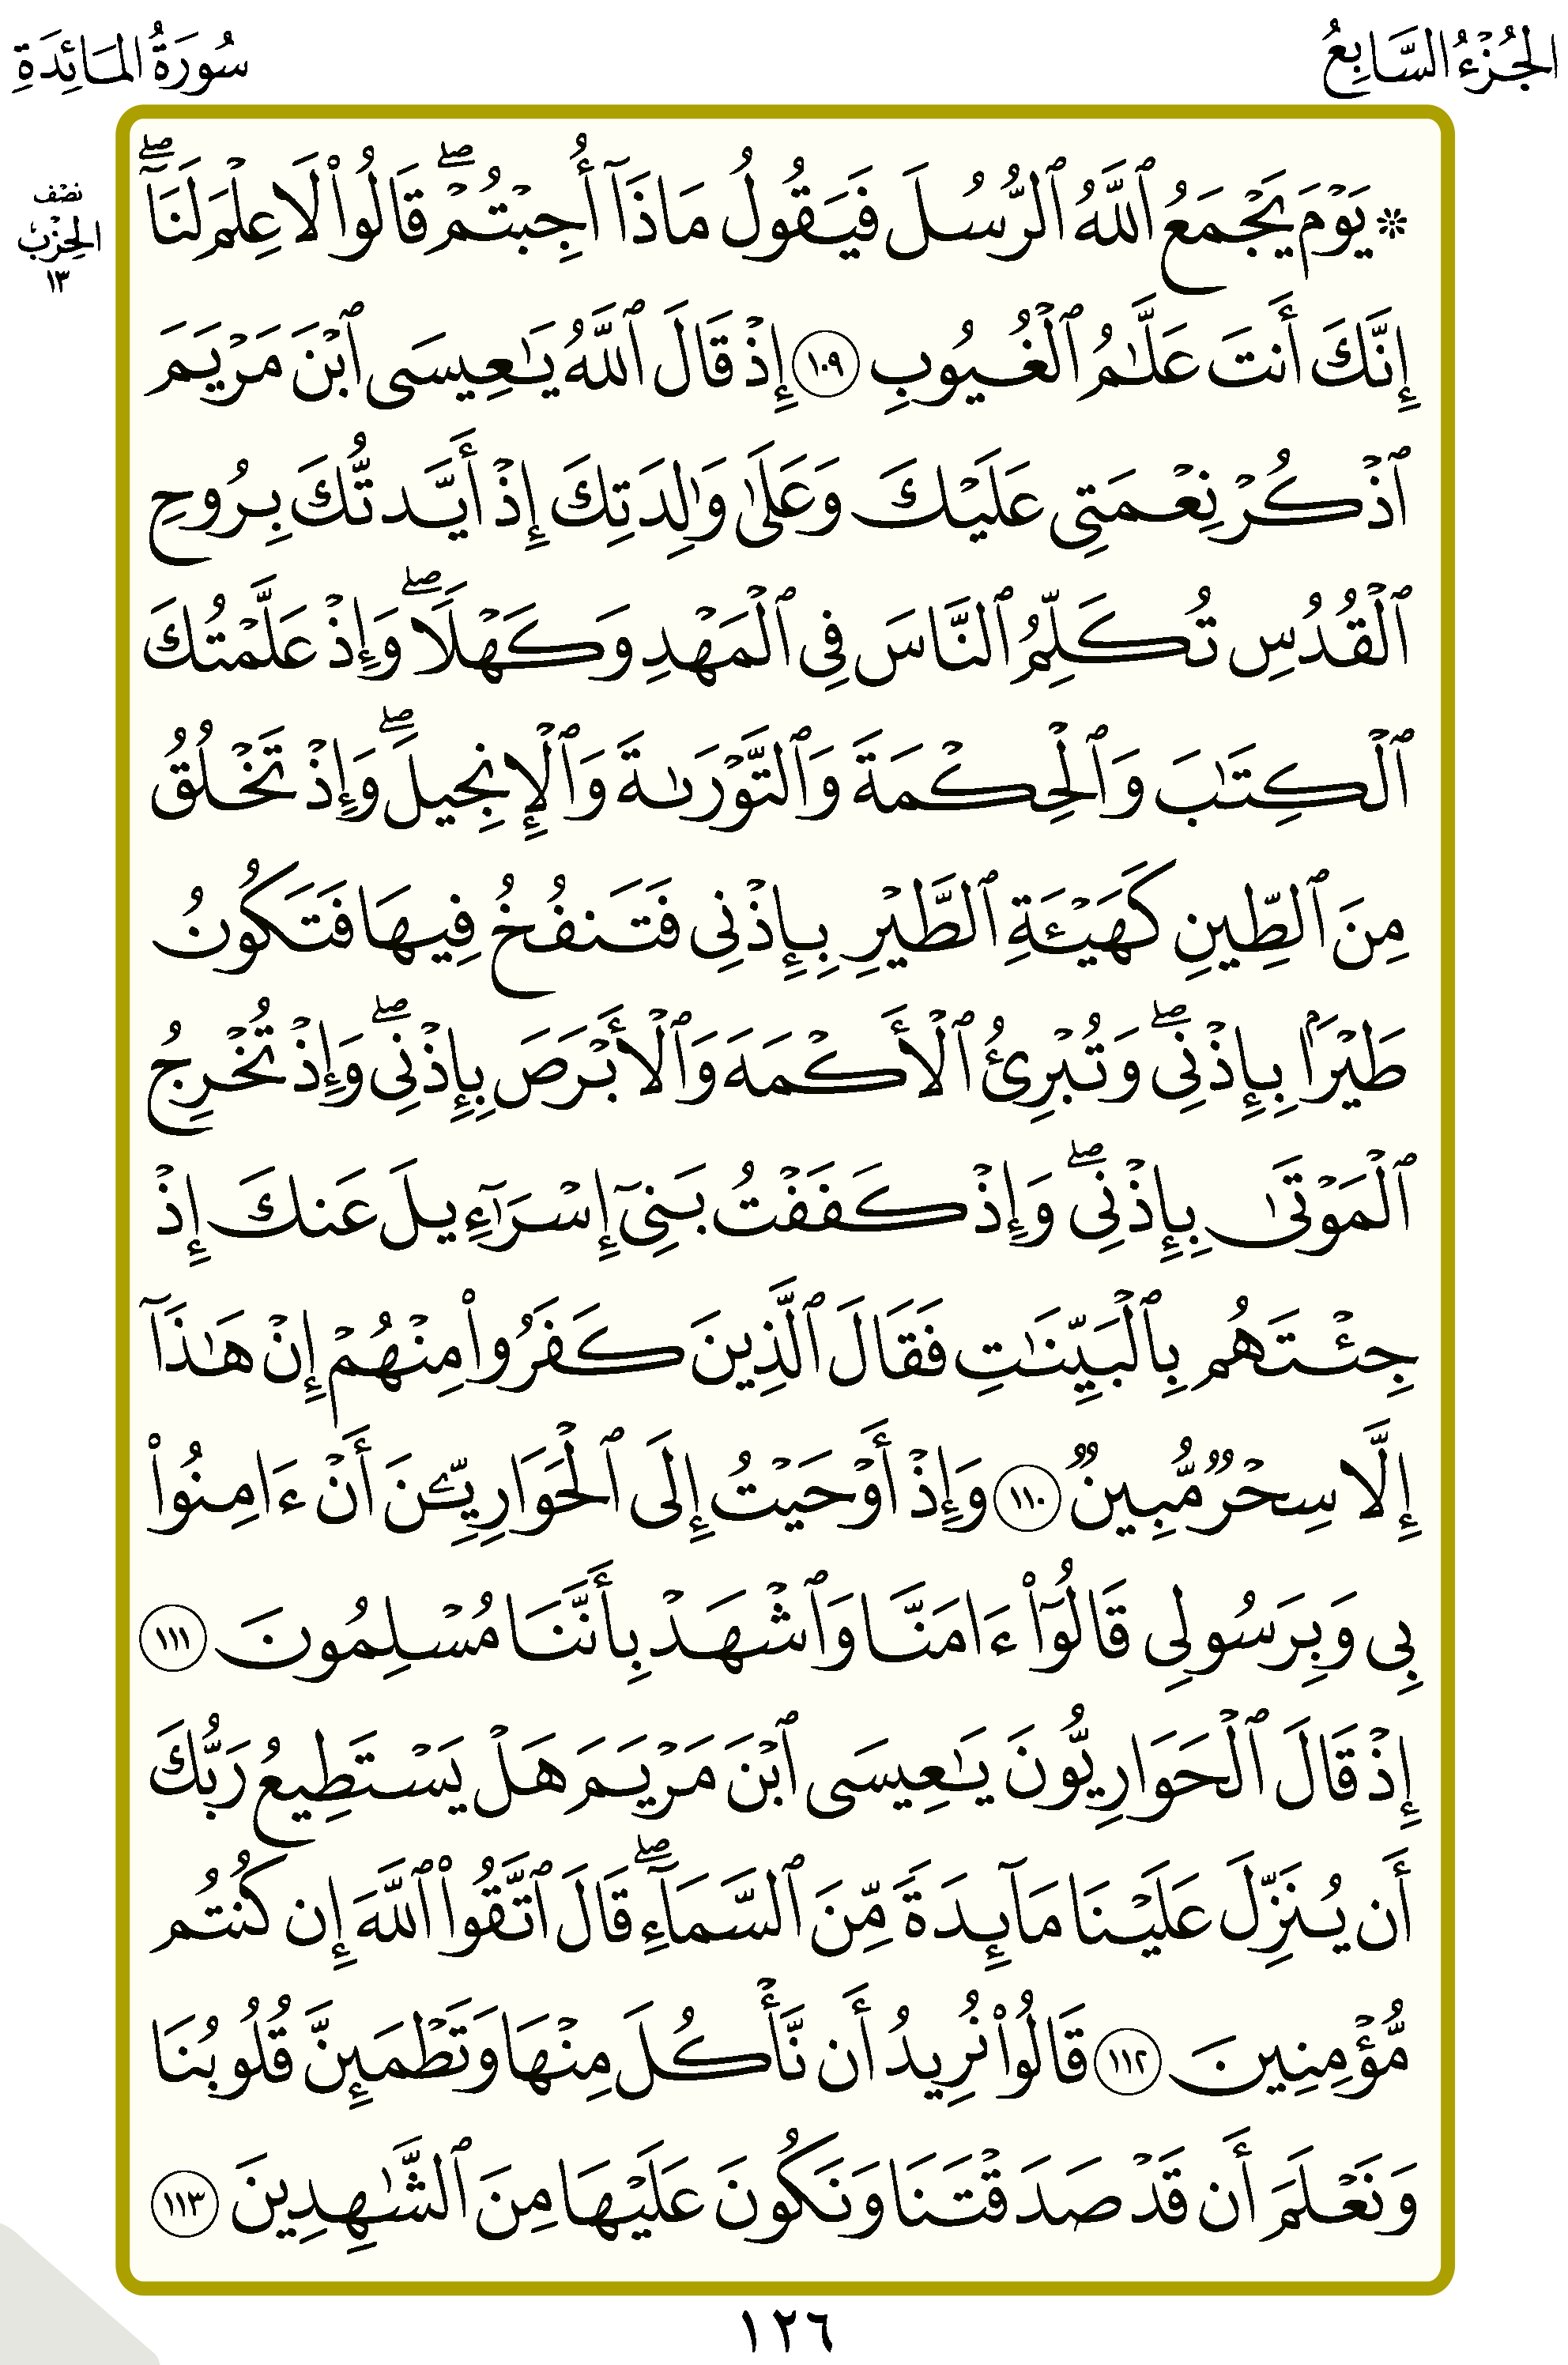 الجُزْءُ السَّابِعُ
سُورَةُ المَائِدَةِ
نصف
الحِزْب
١٣
۞ يَوْمَ يَجْمَعُ ٱللَّهُ ٱلرُّسُلَ فَيَقُولُ مَاذَآ أُجِبْتُمْۖ قَالُوا۟ لَا عِلْمَ لَنَآۖ
إِنَّكَ أَنتَ عَلَّٰمُ ٱلْغُيُوبِ ١٠٩ إِذْ قَالَ ٱللَّهُ يَٰعِيسَى ٱبْنَ مَرْيَمَ
ٱذْكُرْ نِعْمَتِى عَلَيْكَ وَعَلَىٰ وَٰلِدَتِكَ إِذْ أَيَّدتُّكَ بِرُوحِ
ٱلْقُدُسِ تُكَلِّمُ ٱلنَّاسَ فِى ٱلْمَهْدِ وَكَهْلًاۖ وَإِذْ عَلَّمْتُكَ
ٱلْكِتَٰبَ وَٱلْحِكْمَةَ وَٱلتَّوْرَىٰةَ وَٱلْإِنجِيلَۖ وَإِذْ تَخْلُقُ
مِنَ ٱلطِّينِ كَهَيْـَٔةِ ٱلطَّيْرِ بِإِذْنِى فَتَنفُخُ فِيهَا فَتَكُونُ
طَيْرًۢا بِإِذْنِىۖ وَتُبْرِئُ ٱلْأَكْمَهَ وَٱلْأَبْرَصَ بِإِذْنِىۖ وَإِذْ تُخْرِجُ
ٱلْمَوْتَىٰ بِإِذْنِىۖ وَإِذْ كَفَفْتُ بَنِىٓ إِسْرَٰٓءِيلَ عَنكَ إِذْ
جِئْتَهُم بِٱلْبَيِّنَٰتِ فَقَالَ ٱلَّذِينَ كَفَرُوا۟ مِنْهُمْ إِنْ هَٰذَآ
إِلَّا سِحْرٌ مُّبِينٌ ١١٠ وَإِذْ أَوْحَيْتُ إِلَى ٱلْحَوَارِيِّـۧنَ أَنْ ءَامِنُوا۟
بِى وَبِرَسُولِى قَالُوٓا۟ ءَامَنَّا وَٱشْهَدْ بِأَنَّنَا مُسْلِمُونَ ١١١
إِذْ قَالَ ٱلْحَوَارِيُّونَ يَٰعِيسَى ٱبْنَ مَرْيَمَ هَلْ يَسْتَطِيعُ رَبُّكَ
أَن يُنَزِّلَ عَلَيْنَا مَآئِدَةً مِّنَ ٱلسَّمَآءِۖ قَالَ ٱتَّقُوا۟ ٱللَّهَ إِن كُنتُم
مُّؤْمِنِينَ ١١٢ قَالُوا۟ نُرِيدُ أَن نَّأْكُلَ مِنْهَا وَتَطْمَئِنَّ قُلُوبُنَا
وَنَعْلَمَ أَن قَدْ صَدَقْتَنَا وَنَكُونَ عَلَيْهَا مِنَ ٱلشَّٰهِدِينَ ١١٣
١٢٦